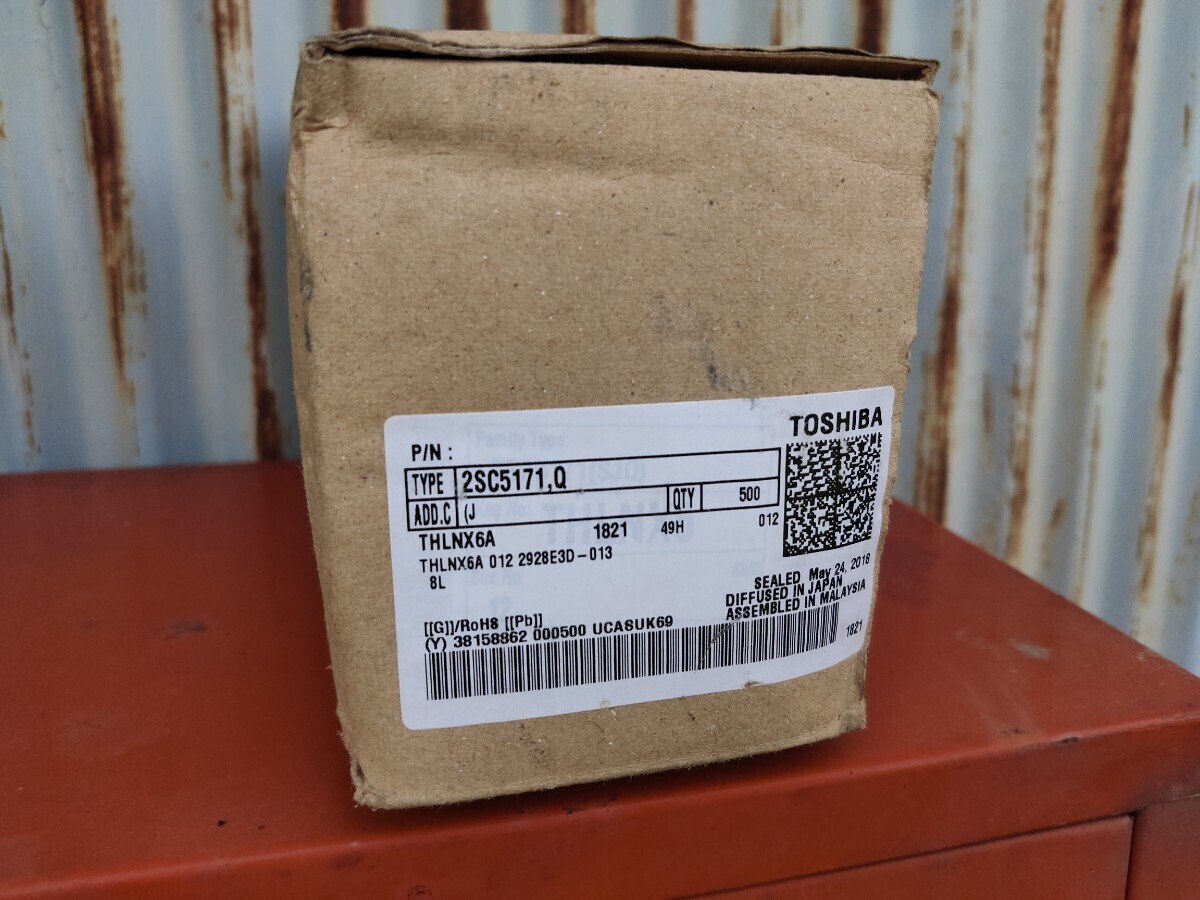 TOSHIBA
P/N :
TYPE 2SC5171,Q
ADD.C (J QTY 500
THLNX6A 1821 49H 012
THLNX6A 012 2928E3D-013
8L
SEALED May 24, 2018
DIFFUSED IN JAPAN
ASSEMBLED IN MALAYSIA
[[G]]/RoHS [[Pb]]
(Y) 38158862 000500 UCASUK69
1821